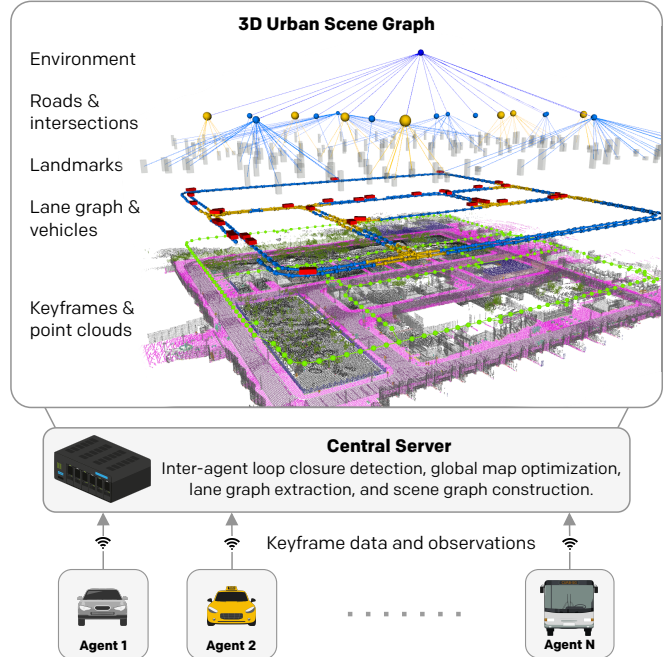 3D Urban Scene Graph
Environment
Roads &
intersections
Landmarks
Lane graph &
vehicles
Keyframes &
point clouds
Central Server
Inter-agent loop closure detection, global map optimization,
lane graph extraction, and scene graph construction.
Keyframe data and observations
Agent 1
Agent 2
Agent N